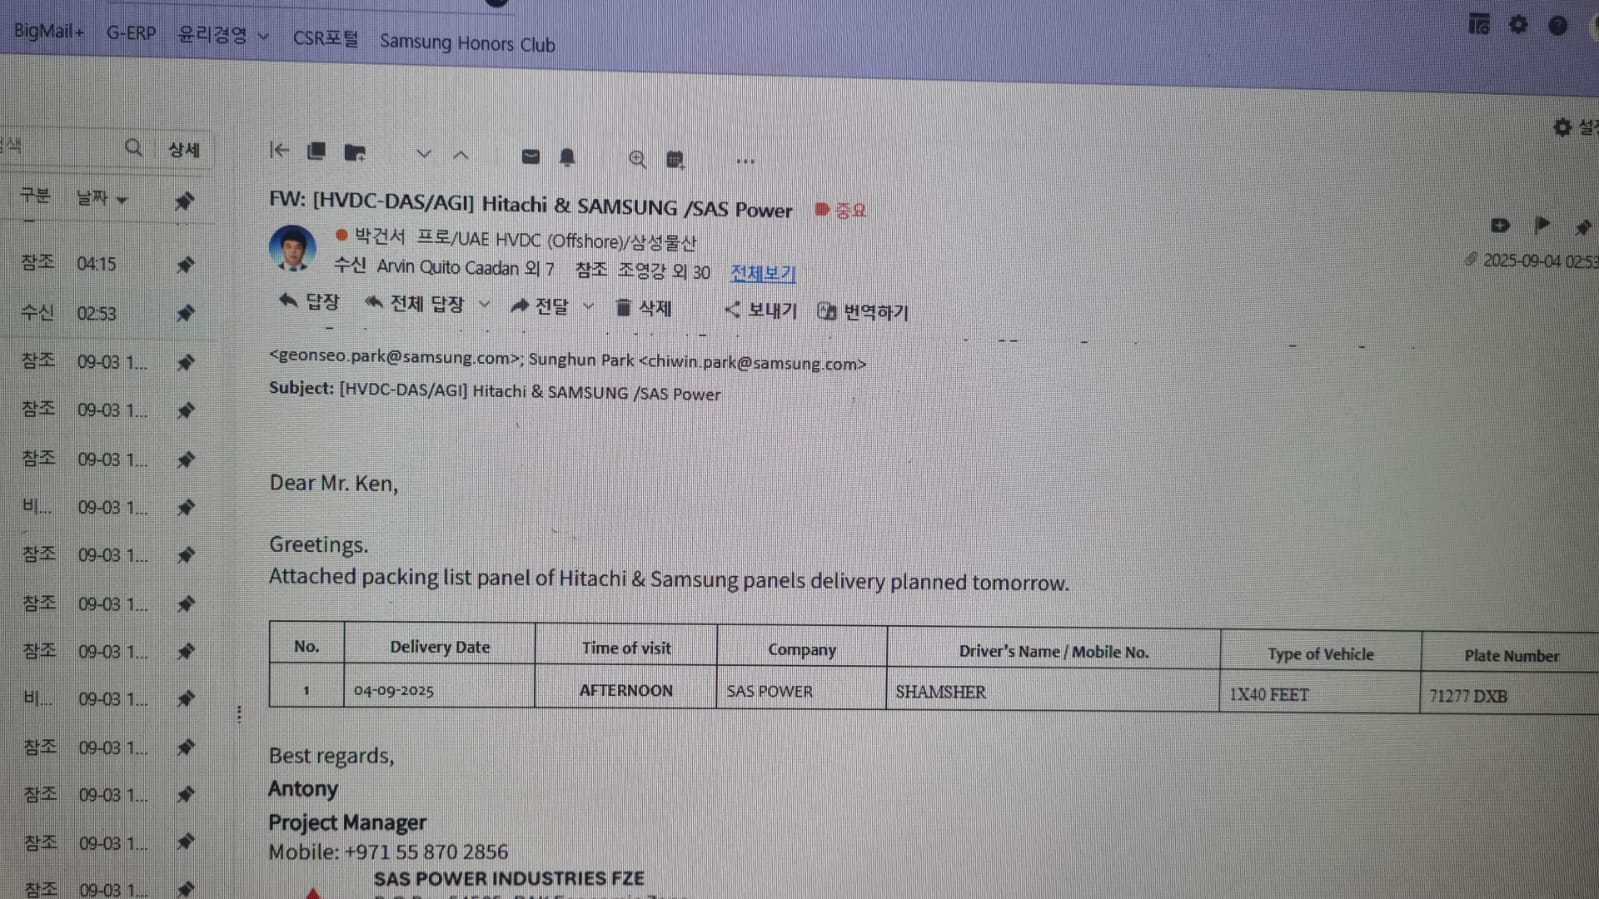 BigMail+ G-ERP 윤리경영 CSR포털 Samsung Honors Club
상세
구분 날짜
참조 04:15
수신 02:53
참조 09-03 1...
참조 09-03 1...
참조 09-03 1...
비... 09-03 1...
참조 09-03 1...
참조 09-03 1...
참조 09-03 1...
비... 09-03 1...
참조 09-03 1...
참조 09-03 1...
참조 09-03 1...
참조 09-03 1...
FW: [HVDC-DAS/AGI] Hitachi & SAMSUNG /SAS Power 중요
박건서 프로/UAE HVDC (Offshore)/삼성물산
수신 Arvin Quito Caadan 외 7 참조 조영강 외 30 전체보기
2025-09-04 02:53
답장 전체 답장 전달 삭제 보내기 번역하기
<geonseo.park@samsung.com>; Sunghun Park <chiwin.park@samsung.com>
Subject: [HVDC-DAS/AGI] Hitachi & SAMSUNG /SAS Power
Dear Mr. Ken,
Greetings.
Attached packing list panel of Hitachi & Samsung panels delivery planned tomorrow.
No. Delivery Date Time of visit Company Driver's Name / Mobile No. Type of Vehicle Plate Number
1 04-09-2025 AFTERNOON SAS POWER SHAMSHER 1X40 FEET 71277 DXB
Best regards,
Antony
Project Manager
Mobile: +971 55 870 2856
SAS POWER INDUSTRIES FZE